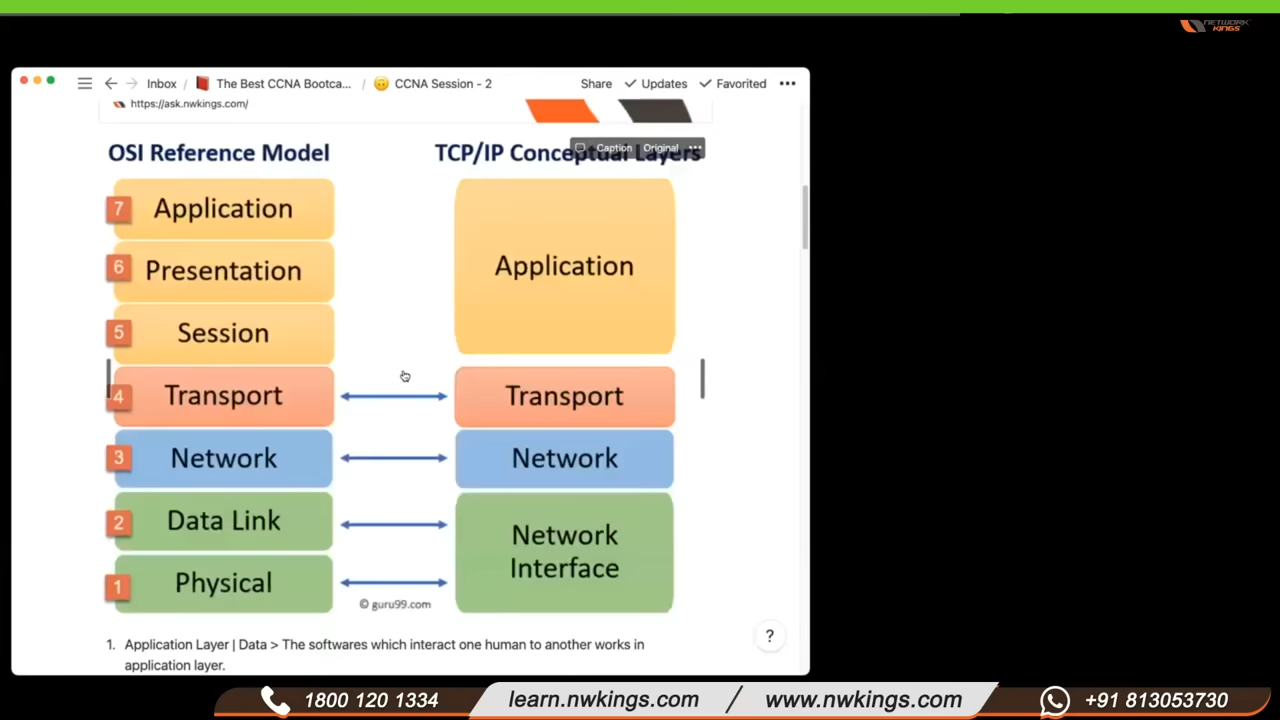 NETWORK
KINGS
Inbox / The Best CCNA Bootca... / CCNA Session - 2 Share Updates Favorited
https://ask.nwkings.com/
Caption Original
OSI Reference Model
TCP/IP Conceptual Layers
7 Application
6 Presentation
5 Session
Application
4 Transport
Transport
3 Network
Network
2 Data Link
1 Physical
Network
Interface
© guru99.com
1. Application Layer | Data > The softwares which interact one human to another works in
application layer.
?
1800 120 1334 learn.nwkings.com / www.nwkings.com +91 813053730